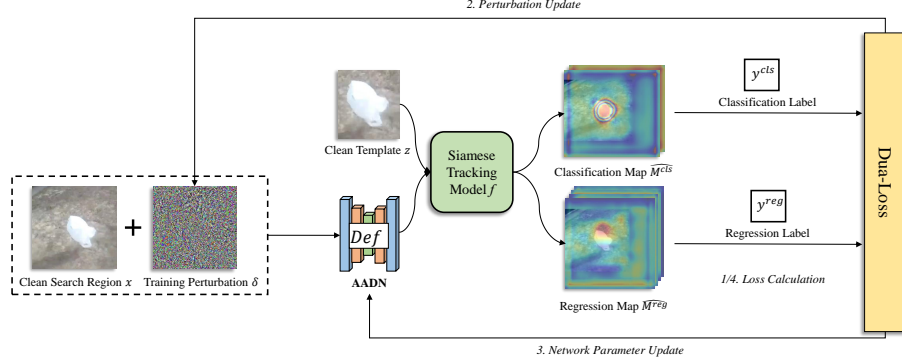 2. Perturbation Update
Clean Search Region x
+
Training Perturbation δ
Clean Template z
Def
AADN
Siamese
Tracking
Model f
Classification Map \widehat{M^{cls}}
Regression Map \widehat{M^{reg}}
y^{cls}
Classification Label
y^{reg}
Regression Label
1/4. Loss Calculation
Dua-Loss
3. Network Parameter Update